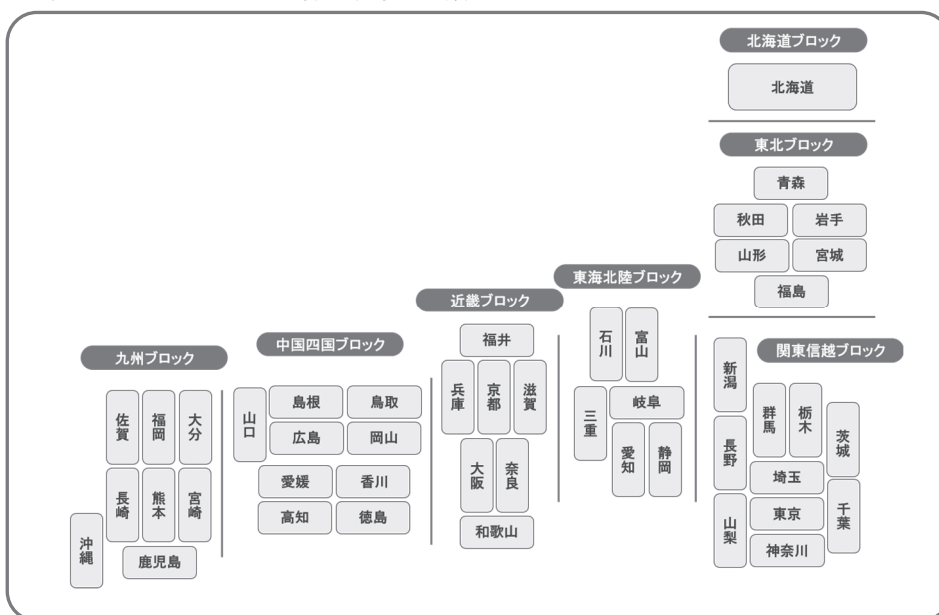 北海道ブロック
北海道
東北ブロック
青森
秋田
岩手
山形
宮城
福島
関東信越ブロック
新潟
群馬
栃木
茨城
長野
埼玉
千葉
山梨
東京
神奈川
東海北陸ブロック
石川
富山
三重
岐阜
愛知
静岡
近畿ブロック
福井
兵庫
京都
滋賀
大阪
奈良
和歌山
中国四国ブロック
山口
島根
鳥取
広島
岡山
愛媛
香川
高知
徳島
九州ブロック
佐賀
福岡
大分
長崎
熊本
宮崎
鹿児島
沖縄